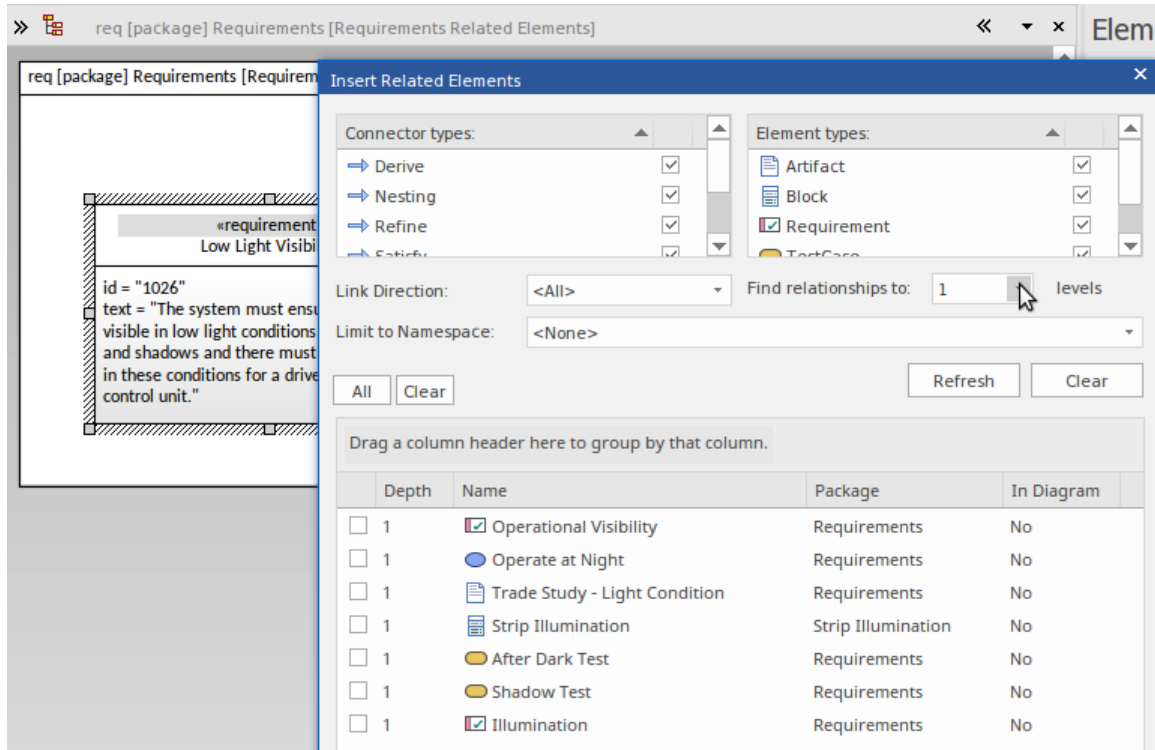 req [package] Requirements [Requirements Related Elements]
Elem
req [package] Requirements [Requirem
Insert Related Elements
Connector types:
Element types:
Derive
Artifact
Nesting
Block
Refine
Requirement
Satisfy
TestCase
«requirement
Low Light Visibi
id = "1026"
text = "The system must ensu
visible in low light conditions
and shadows and there must
in these conditions for a drive
control unit."
Link Direction: <All> Find relationships to: 1 levels
Limit to Namespace: <None>
All Clear Refresh Clear
Drag a column header here to group by that column.
Depth Name Package In Diagram
1 Operational Visibility Requirements No
1 Operate at Night Requirements No
1 Trade Study - Light Condition Requirements No
1 Strip Illumination Strip Illumination No
1 After Dark Test Requirements No
1 Shadow Test Requirements No
1 Illumination Requirements No